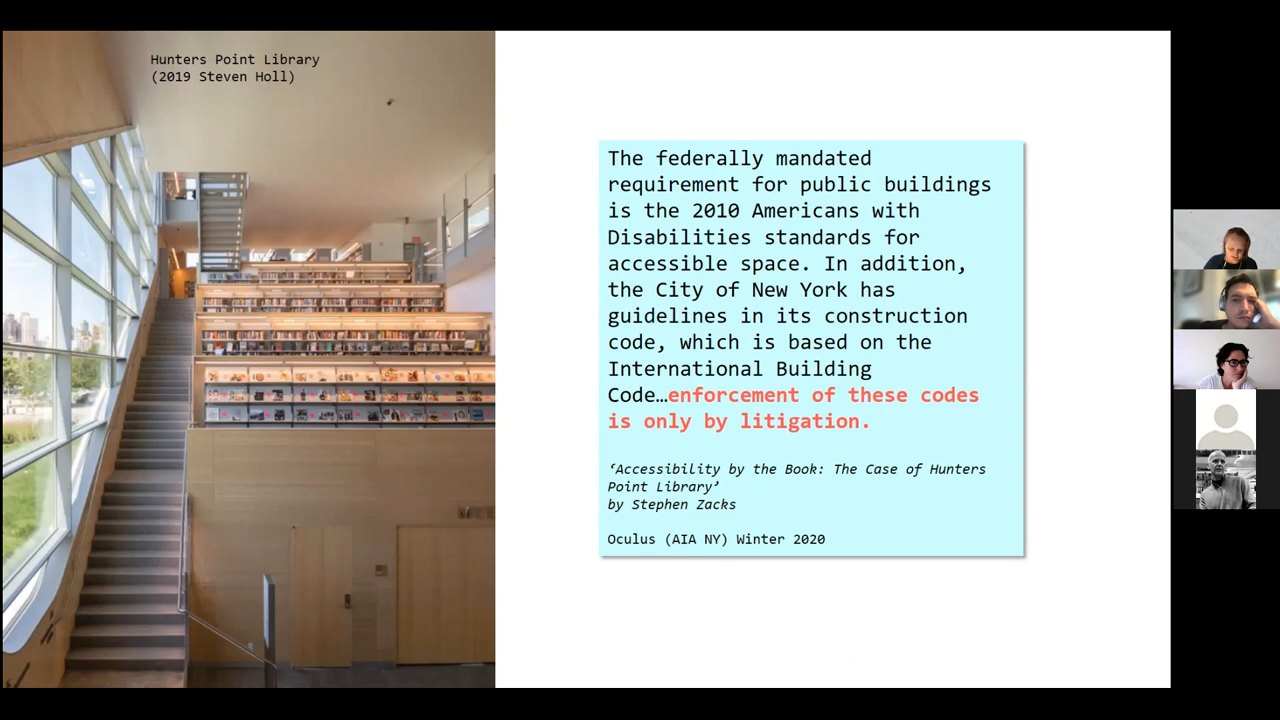 Hunters Point Library
(2019 Steven Holl)
The federally mandated
requirement for public buildings
is the 2010 Americans with
Disabilities standards for
accessible space. In addition,
the City of New York has
guidelines in its construction
code, which is based on the
International Building
Code…enforcement of these codes
is only by litigation.
‘Accessibility by the Book: The Case of Hunters
Point Library’
by Stephen Zacks
Oculus (AIA NY) Winter 2020